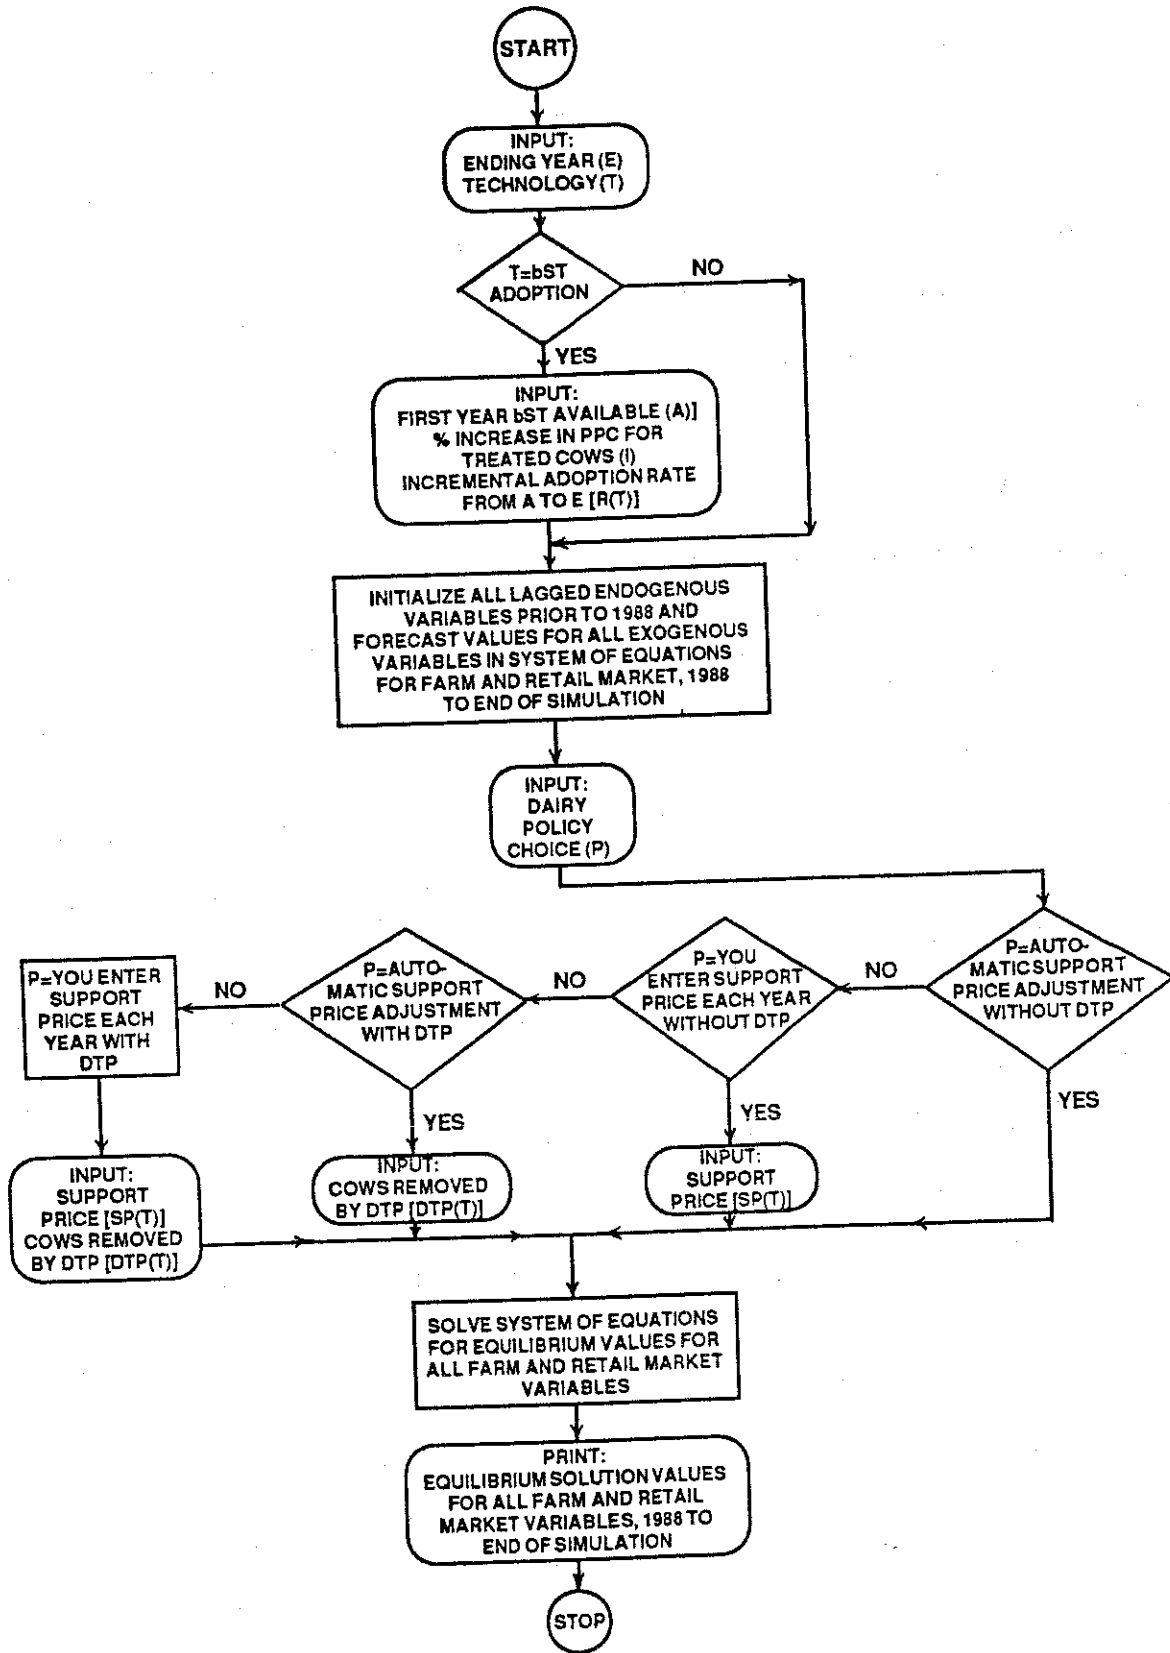 START
INPUT:
ENDING YEAR (E)
TECHNOLOGY (T)
T=bST
ADOPTION
NO
YES
INPUT:
FIRST YEAR bST AVAILABLE (A)]
% INCREASE IN PPC FOR
TREATED COWS (I)
INCREMENTAL ADOPTION RATE
FROM A TO E [R(T)]
INITIALIZE ALL LAGGED ENDOGENOUS
VARIABLES PRIOR TO 1988 AND
FORECAST VALUES FOR ALL EXOGENOUS
VARIABLES IN SYSTEM OF EQUATIONS
FOR FARM AND RETAIL MARKET, 1988
TO END OF SIMULATION
INPUT:
DAIRY
POLICY
CHOICE (P)
P=YOU ENTER
SUPPORT
PRICE EACH
YEAR WITH
DTP
NO
P=AUTO-
MATIC SUPPORT
PRICE ADJUSTMENT
WITH DTP
NO
P=YOU
ENTER SUPPORT
PRICE EACH YEAR
WITHOUT DTP
NO
P=AUTO-
MATIC SUPPORT
PRICE ADJUSTMENT
WITHOUT DTP
YES
YES
YES
INPUT:
SUPPORT
PRICE [SP(T)]
COWS REMOVED
BY DTP [DTP(T)]
INPUT:
COWS REMOVED
BY DTP [DTP(T)]
INPUT:
SUPPORT
PRICE [SP(T)]
SOLVE SYSTEM OF EQUATIONS
FOR EQUILIBRIUM VALUES FOR
ALL FARM AND RETAIL MARKET
VARIABLES
PRINT:
EQUILIBRIUM SOLUTION VALUES
FOR ALL FARM AND RETAIL
MARKET VARIABLES, 1988 TO
END OF SIMULATION
STOP